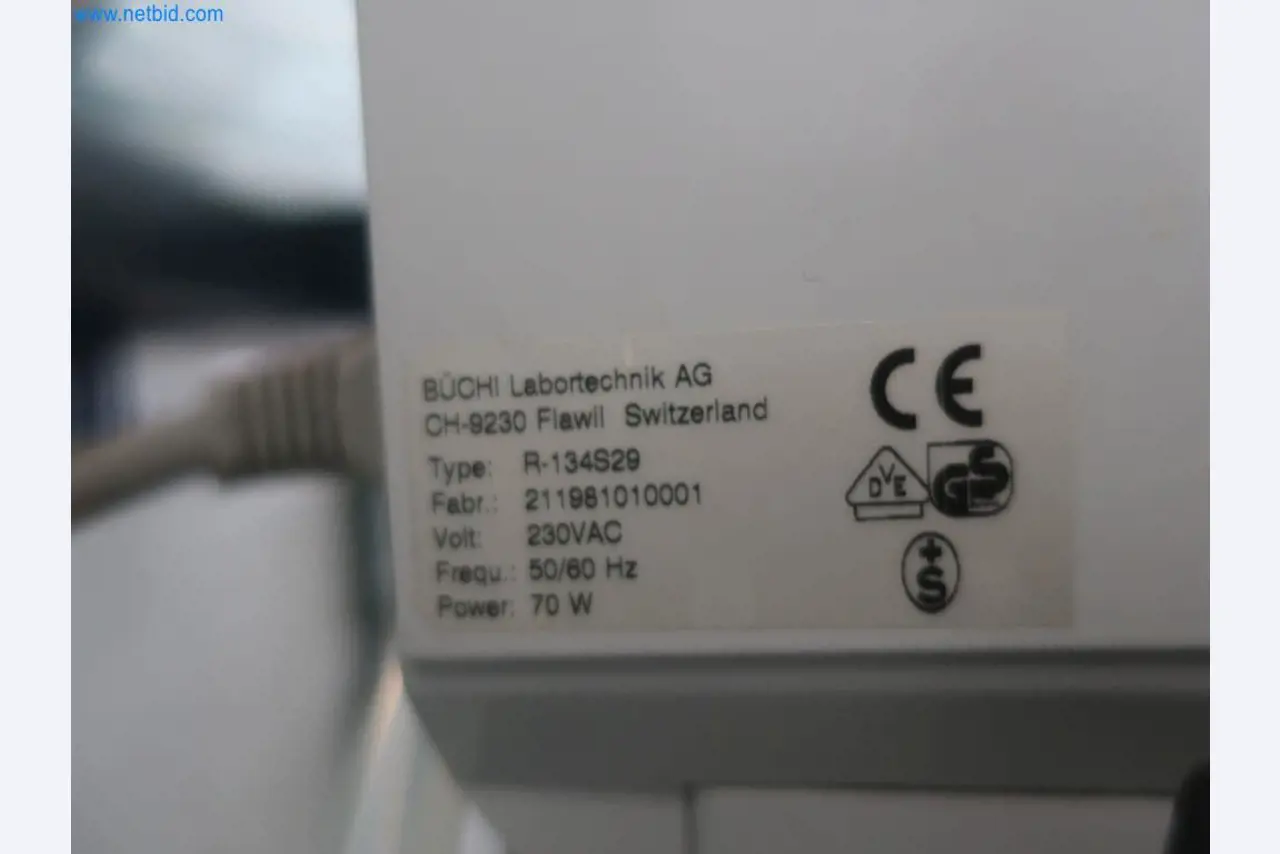 www.netbid.com
BÜCHI Labortechnik AG
CH-9230 Flawil Switzerland
Type: R-134S29
Fabr.: 211981010001
Volt: 230VAC
Frequ.: 50/60 Hz
Power: 70 W
CE
DVE
GS
+S